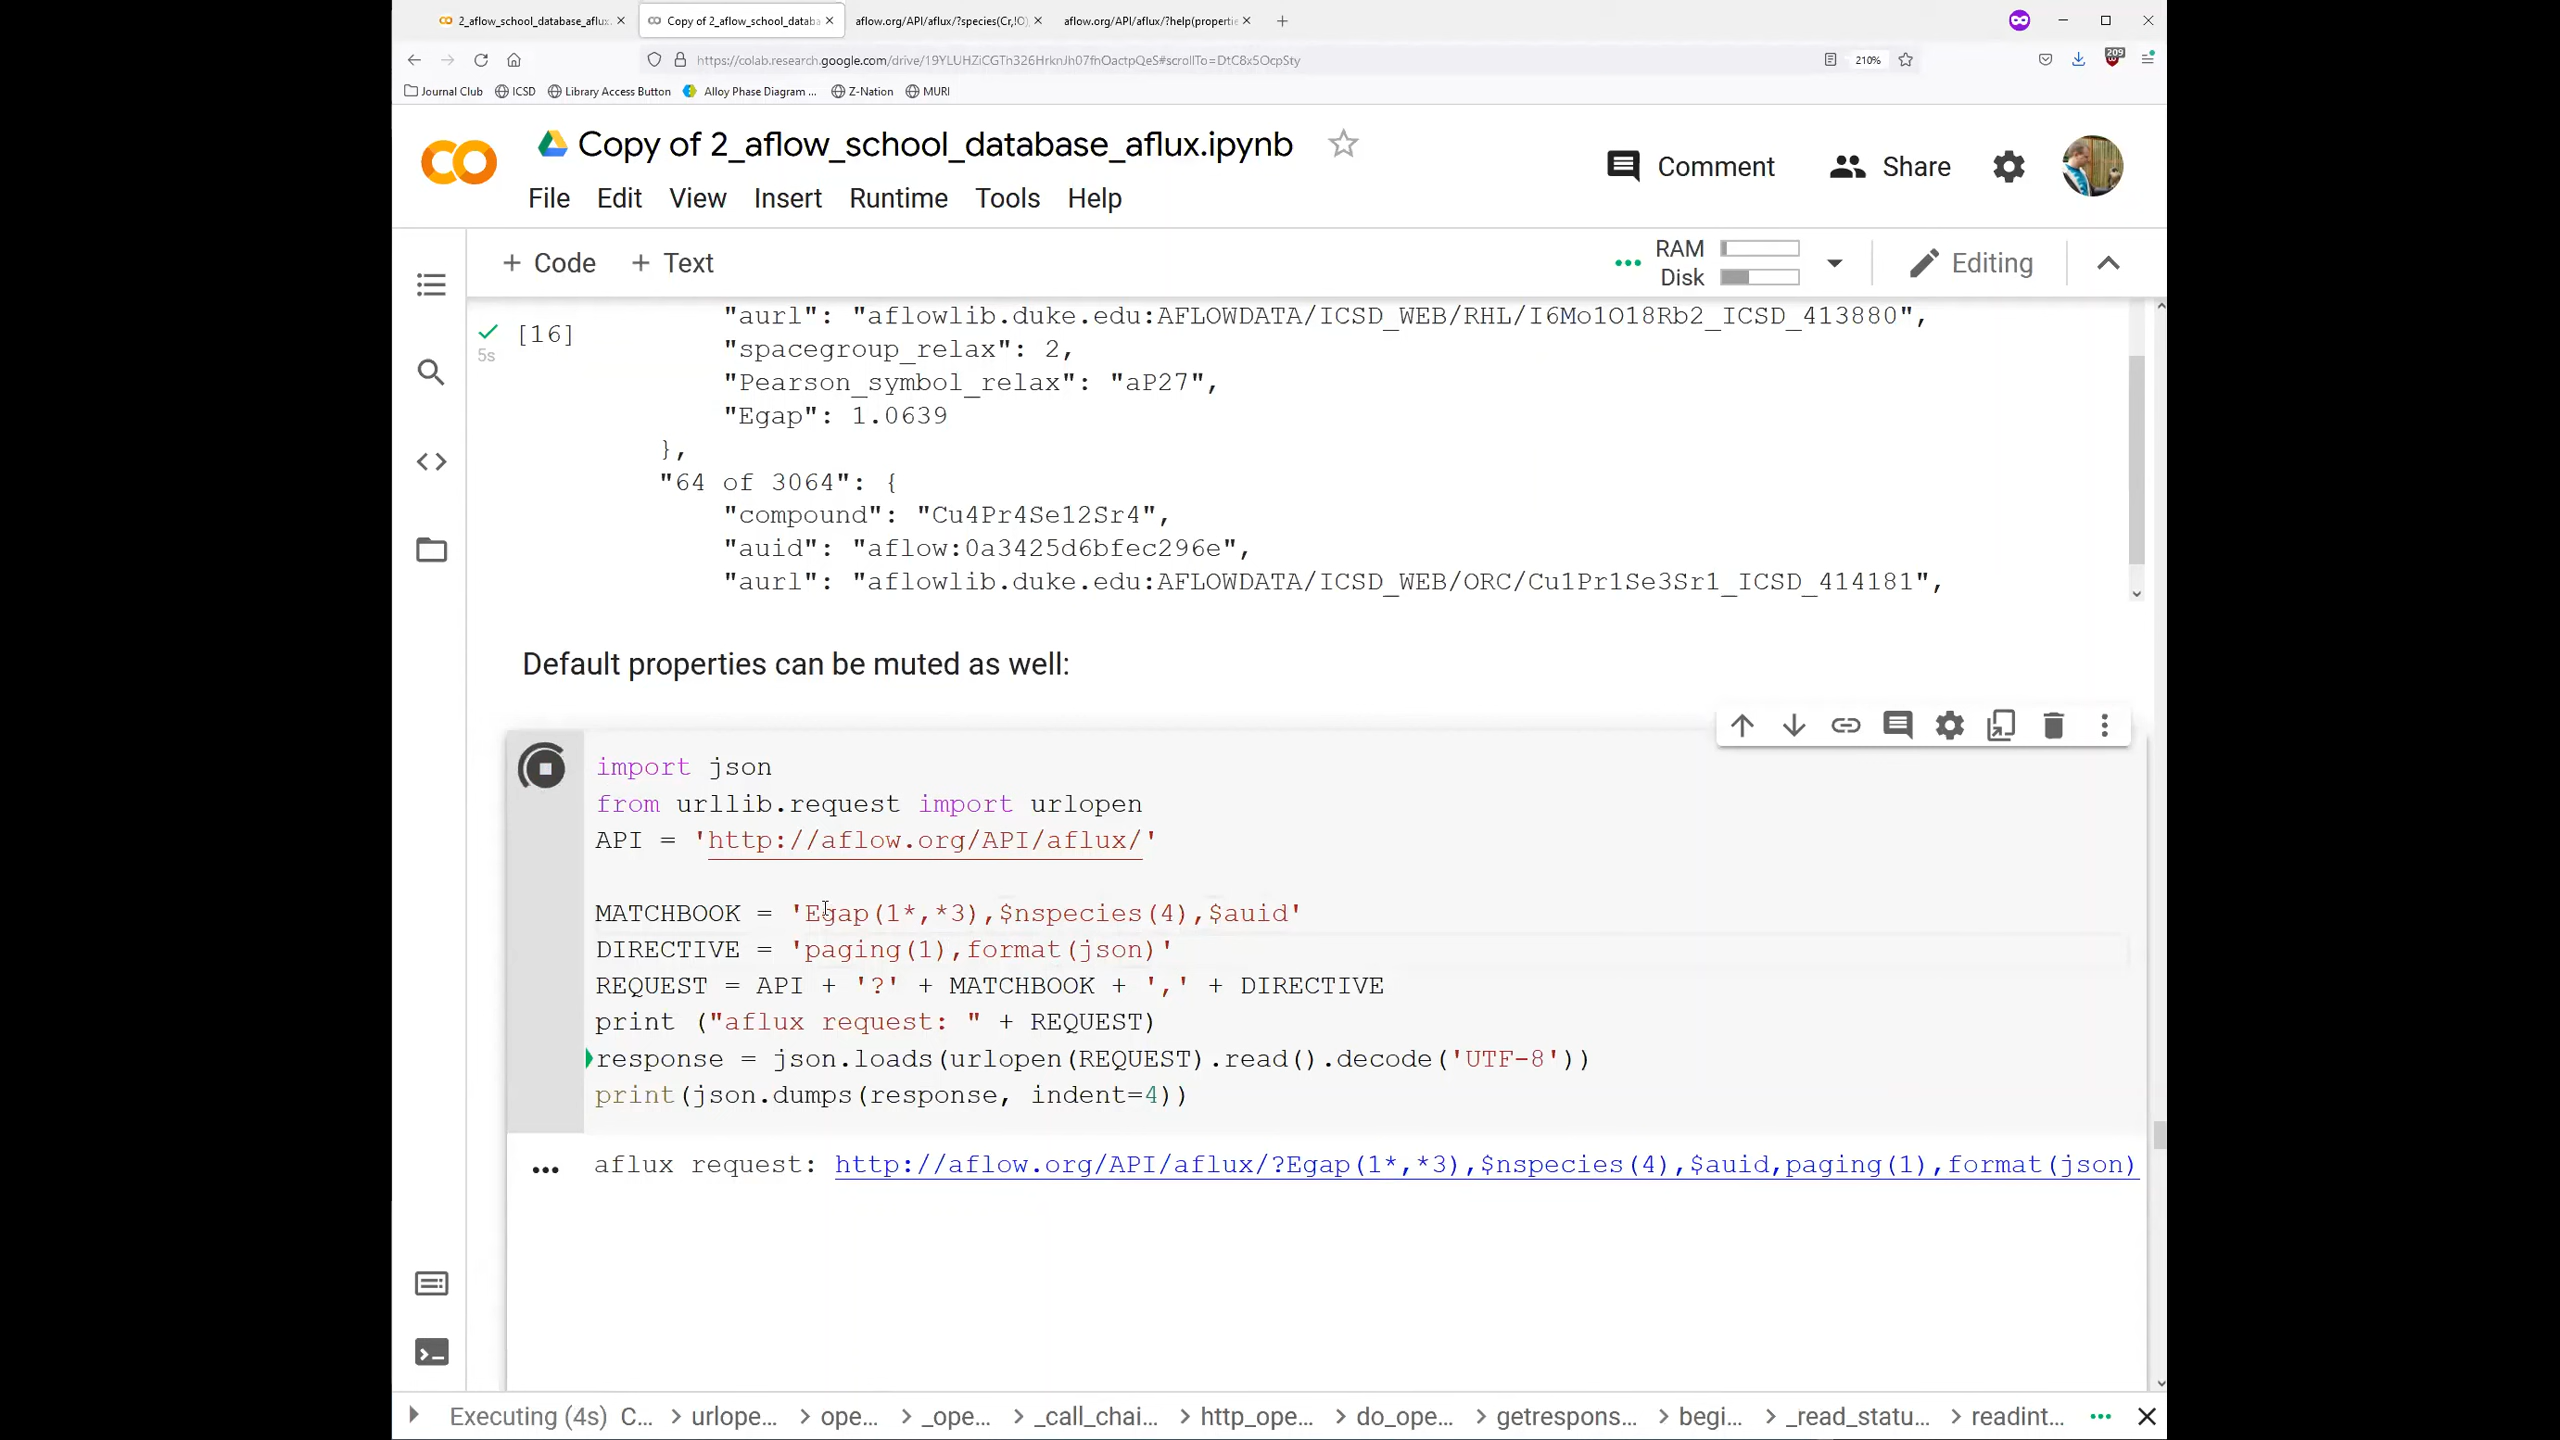 2_aflow_school_database_aflux.
Copy of 2_aflow_school_databa
aflow.org/API/aflux/?species(Cr,!O)
aflow.org/API/aflux/?help(propertie
https://colab.research.google.com/drive/19YLUHZiCGTn326HrknJh07fhOactpQeS#scrollTo=DtC8x5OcpSty
210%
209
Journal Club
ICSD
Library Access Button
Alloy Phase Diagram ...
Z-Nation
MURI
Copy of 2_aflow_school_database_aflux.ipynb
Comment
Share
File Edit View Insert Runtime Tools Help
+ Code + Text
RAM
Disk
Editing
[16]
5s
"aurl": "aflowlib.duke.edu:AFLOWDATA/ICSD_WEB/RHL/I6Mo1O18Rb2_ICSD_413880",
"spacegroup_relax": 2,
"Pearson_symbol_relax": "aP27",
"Egap": 1.0639
},
"64 of 3064": {
"compound": "Cu4Pr4Se12Sr4",
"auid": "aflow:0a3425d6bfec296e",
"aurl": "aflowlib.duke.edu:AFLOWDATA/ICSD_WEB/ORC/Cu1Pr1Se3Sr1_ICSD_414181",
Default properties can be muted as well:
import json
from urllib.request import urlopen
API = 'http://aflow.org/API/aflux/'
MATCHBOOK = 'Egap(1*,*3),$nspecies(4),$auid'
DIRECTIVE = 'paging(1),format(json)'
REQUEST = API + '?' + MATCHBOOK + ',' + DIRECTIVE
print ("aflux request: " + REQUEST)
response = json.loads(urlopen(REQUEST).read().decode('UTF-8'))
print(json.dumps(response, indent=4))
... aflux request: http://aflow.org/API/aflux/?Egap(1*,*3),$nspecies(4),$auid,paging(1),format(json)
Executing (4s) C... > urlope... > ope... > _ope... > _call_chai... > http_ope... > do_ope... > getrespons... > begi... > _read_statu... > readint... ...